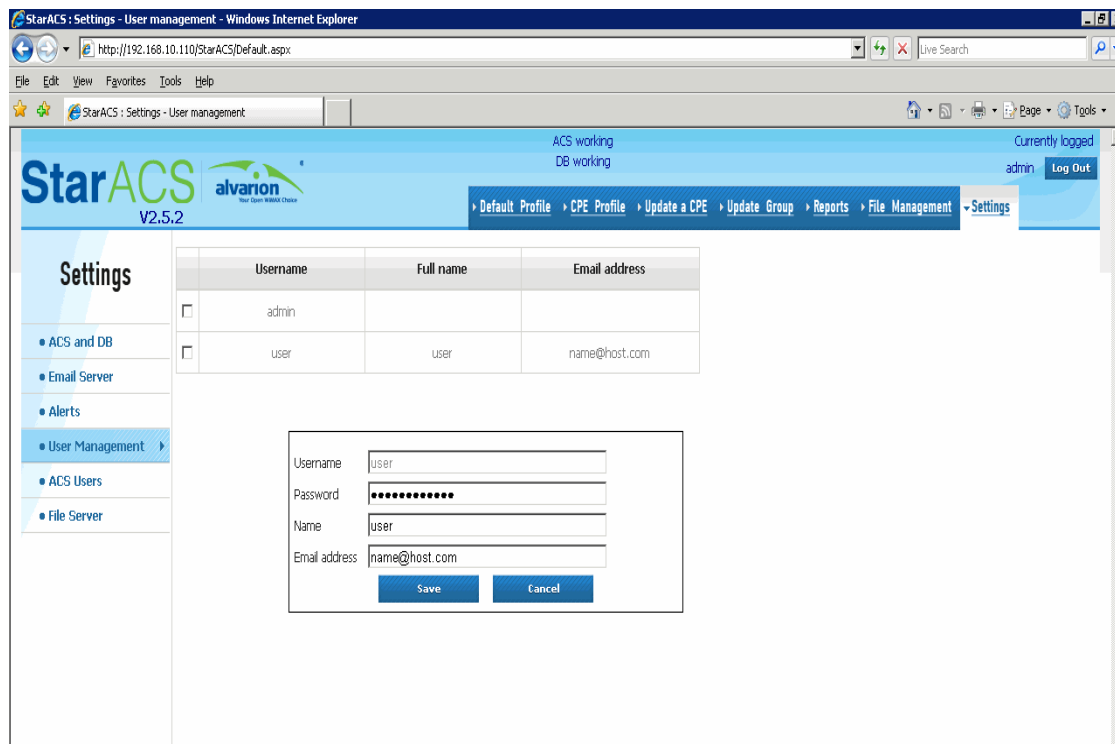 StarACS : Settings - User management - Windows Internet Explorer
http://192.168.10.110/StarACS/Default.aspx
Live Search
File Edit View Favorites Tools Help
StarACS : Settings - User management
Page Tools
ACS working
DB working
Currently logged
admin Log Out
StarACS
V2.5.2
alvarion
Your Open WiMAX Choice
Default Profile CPE Profile Update a CPE Update Group Reports File Management Settings
Settings
ACS and DB
Email Server
Alerts
User Management
ACS Users
File Server
Username Full name Email address
admin
user user name@host.com
Username user
Password ••••••••••••
Name user
Email address name@host.com
Save Cancel